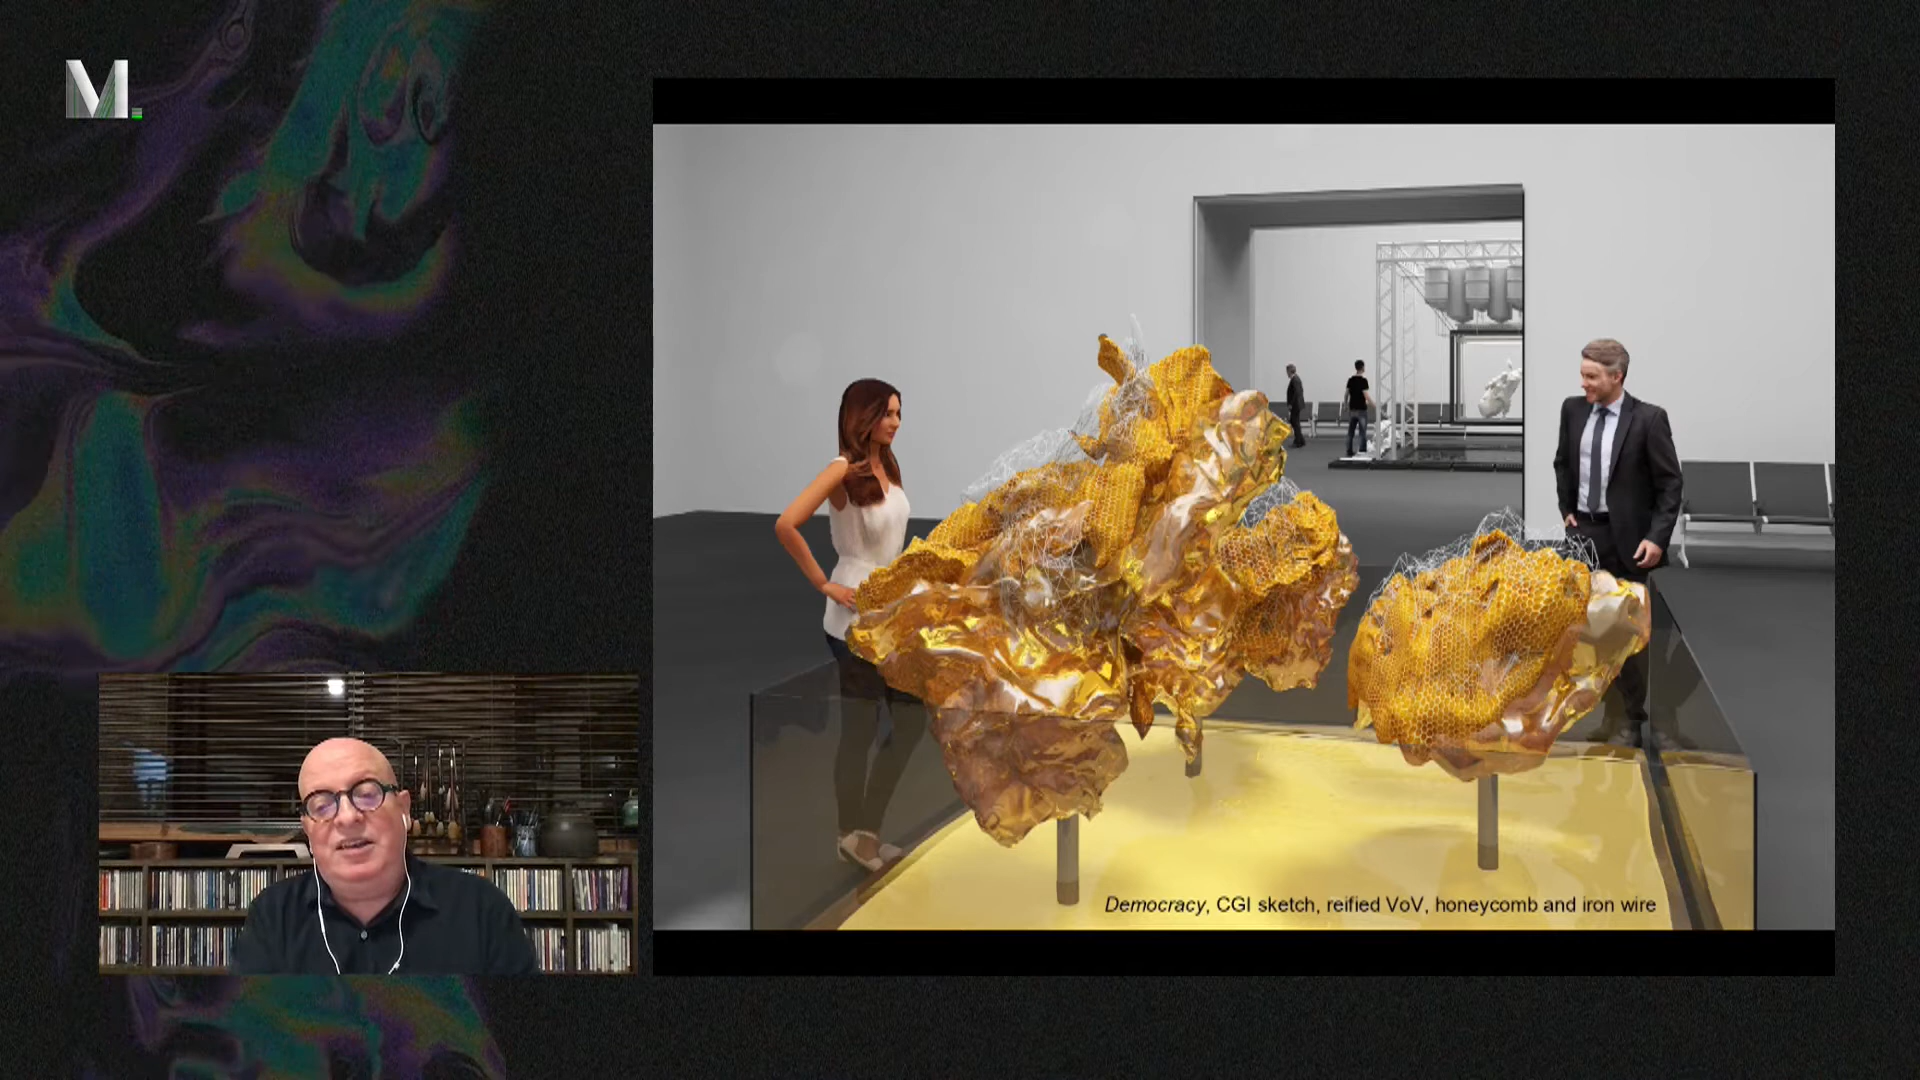 M.
Democracy, CGI sketch, reified VoV, honeycomb and iron wire